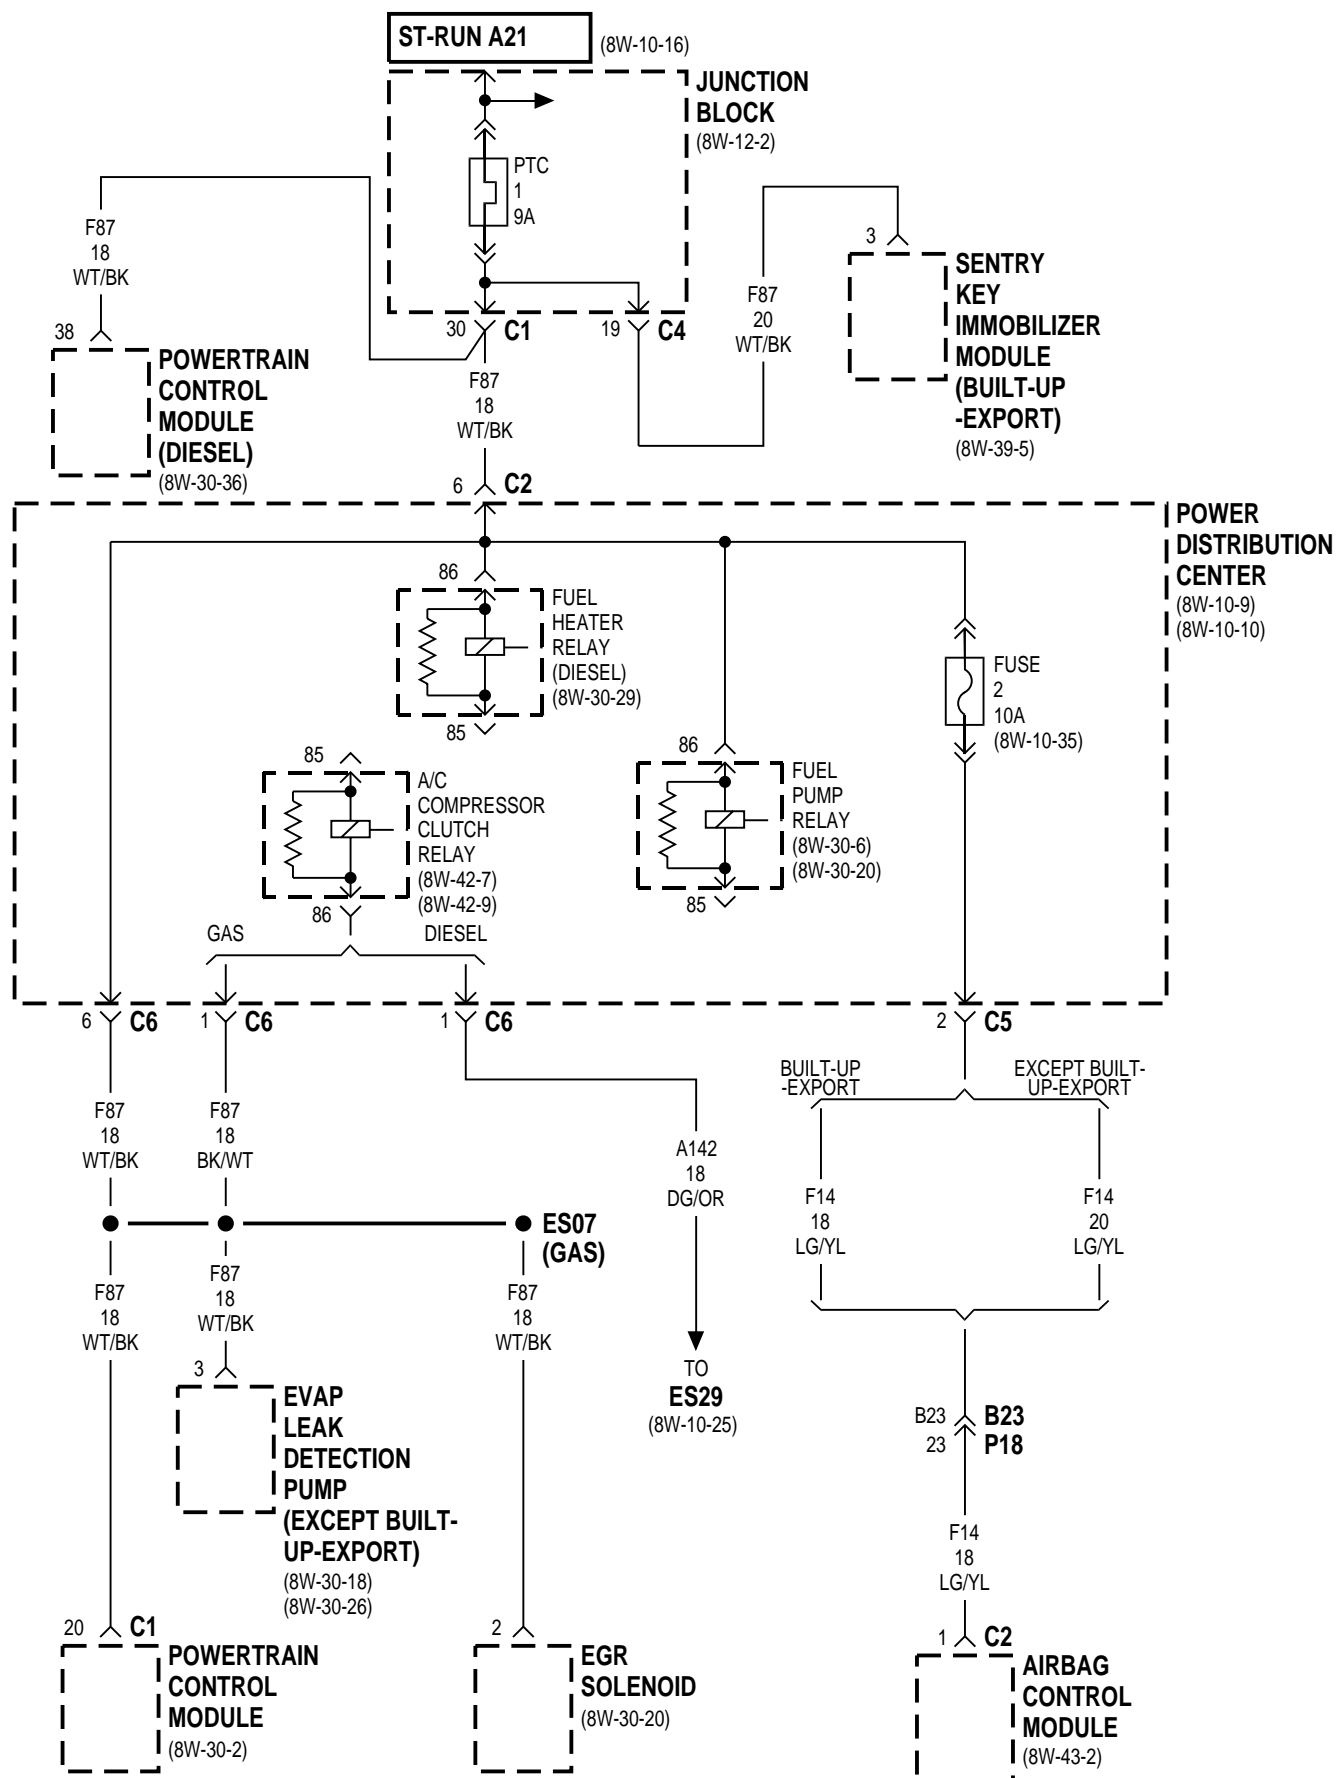 ST-RUN A21
(8W-10-16)
JUNCTION
BLOCK
(8W-12-2)
PTC
1
9A
F87
18
WT/BK
38
POWERTRAIN
CONTROL
MODULE
(DIESEL)
(8W-30-36)
30
C1
19
C4
F87
18
WT/BK
F87
20
WT/BK
3
SENTRY
KEY
IMMOBILIZER
MODULE
(BUILT-UP
-EXPORT)
(8W-39-5)
6
C2
POWER
DISTRIBUTION
CENTER
(8W-10-9)
(8W-10-10)
86
FUEL
HEATER
RELAY
(DIESEL)
(8W-30-29)
85
FUSE
2
10A
(8W-10-35)
85
A/C
COMPRESSOR
CLUTCH
RELAY
(8W-42-7)
(8W-42-9)
86
86
FUEL
PUMP
RELAY
(8W-30-6)
(8W-30-20)
85
GAS
DIESEL
6
C6
1
C6
1
C6
2
C5
BUILT-UP
-EXPORT
EXCEPT BUILT-
UP-EXPORT
F87
18
WT/BK
F87
18
BK/WT
A142
18
DG/OR
F14
18
LG/YL
F14
20
LG/YL
ES07
(GAS)
F87
18
WT/BK
F87
18
WT/BK
F87
18
WT/BK
TO
ES29
(8W-10-25)
3
EVAP
LEAK
DETECTION
PUMP
(EXCEPT BUILT-
UP-EXPORT)
(8W-30-18)
(8W-30-26)
B23
B23
23
P18
F14
18
LG/YL
20
C1
POWERTRAIN
CONTROL
MODULE
(8W-30-2)
2
EGR
SOLENOID
(8W-30-20)
1
C2
AIRBAG
CONTROL
MODULE
(8W-43-2)